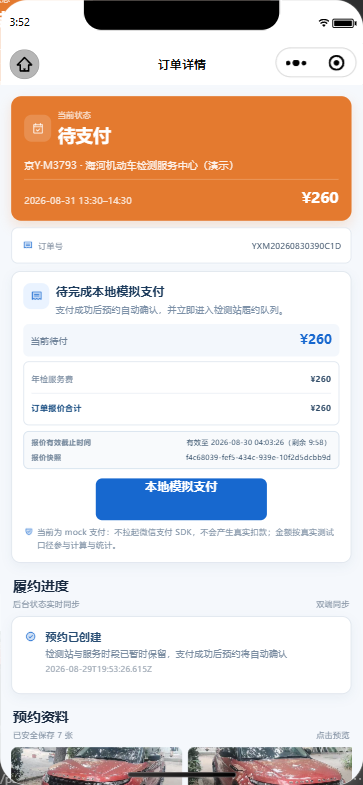 3:52
订单详情
当前状态
待支付
京Y·M3793 · 海河机动车检测服务中心（演示）
2026-08-31 13:30–14:30
¥260
订单号
YXM20260830390C1D
待完成本地模拟支付
支付成功后预约自动确认，并立即进入检测站履约队列。
当前待付
¥260
年检服务费
¥260
订单报价合计
¥260
报价有效截止时间
有效至 2026-08-30 04:03:26（剩余 9:58）
报价快照
f4c68039-fef5-434c-939e-10f2d5dcbb9d
本地模拟支付
当前为 mock 支付：不拉起微信支付 SDK，不会产生真实扣款；金额按真实测试
口径参与计算与统计。
履约进度
后台状态实时同步
双端同步
预约已创建
检测站与服务时段已暂时保留，支付成功后预约将自动确认
2026-08-29T19:53:26.615Z
预约资料
已安全保存 7 张
点击预览